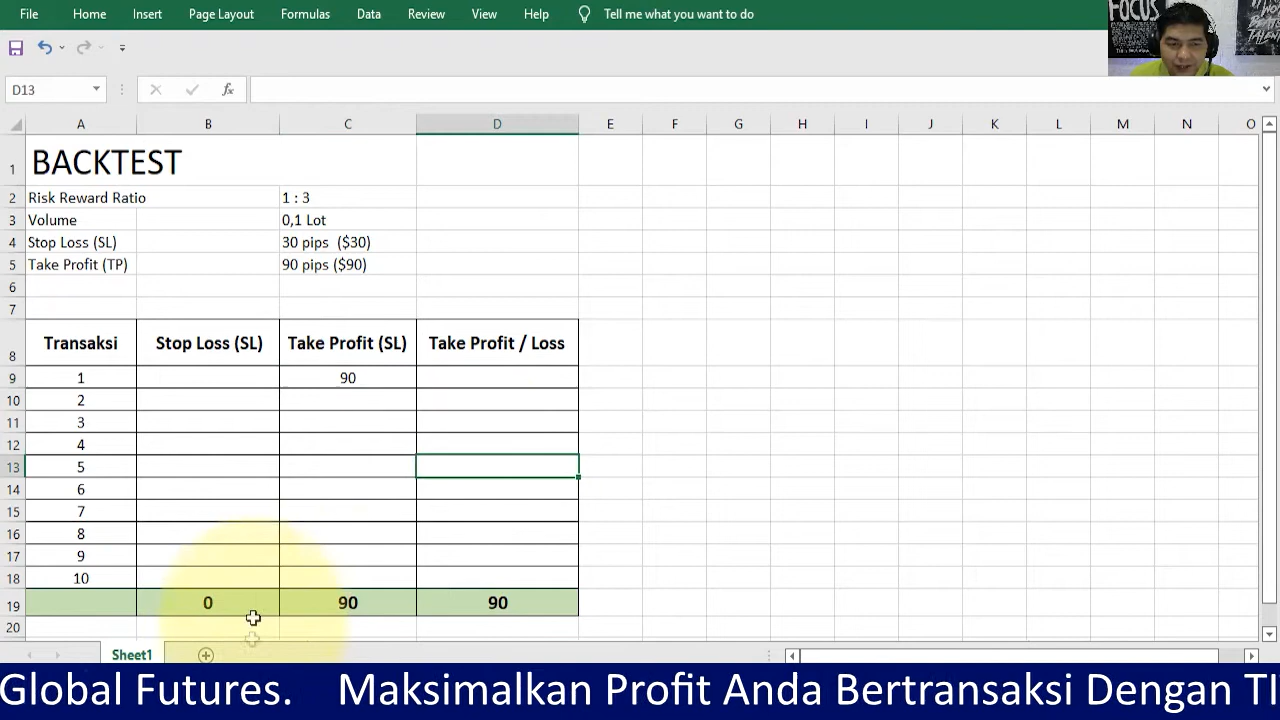 File Home Insert Page Layout Formulas Data Review View Help Tell me what you want to do
FOCUS
D13 fx
A B C D E F G H I J K L M N O
1 BACKTEST
2 Risk Reward Ratio 1 : 3
3 Volume 0,1 Lot
4 Stop Loss (SL) 30 pips ($30)
5 Take Profit (TP) 90 pips ($90)
6
7
8 Transaksi Stop Loss (SL) Take Profit (SL) Take Profit / Loss
9 1 90
10 2
11 3
12 4
13 5
14 6
15 7
16 8
17 9
18 10
19 0 90 90
20
Sheet1
Global Futures. Maksimalkan Profit Anda Bertransaksi Dengan TI